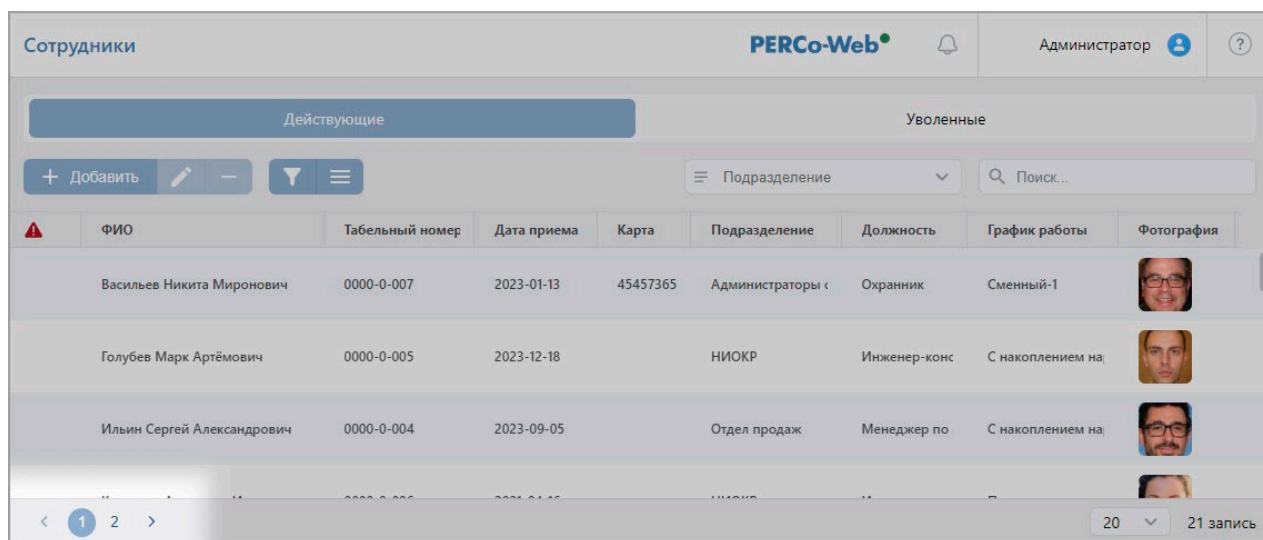 Сотрудники PERCo-Web Администратор ?
Действующие Уволенные
+ Добавить Подразделение Поиск...
ФИО Табельный номер Дата приема Карта Подразделение Должность График работы Фотография
Васильев Никита Миронович 0000-0-007 2023-01-13 45457365 Администраторы с Охранник Сменный-1
Голубев Марк Артёмович 0000-0-005 2023-12-18 НИОКР Инженер-конс С накоплением на
Ильин Сергей Александрович 0000-0-004 2023-09-05 Отдел продаж Менеджер по С накоплением на
< 1 2 > 20 21 запись